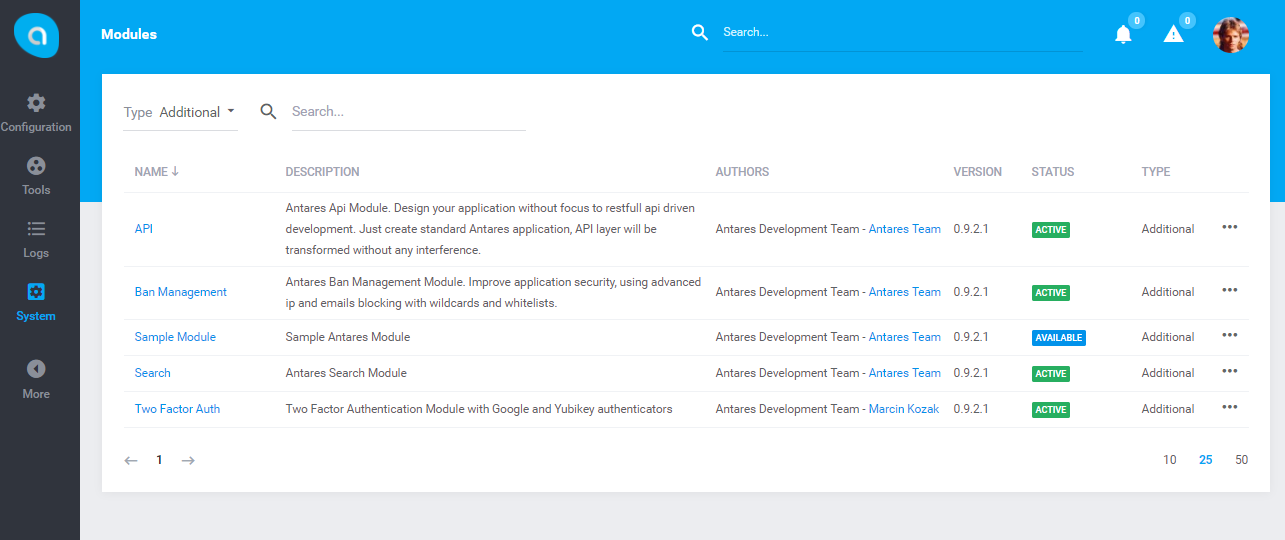 Modules
Search...
0
0
Configuration
Tools
Logs
System
More
Type Additional
Search...
NAME DESCRIPTION AUTHORS VERSION STATUS TYPE
API
Antares Api Module. Design your application without focus to restfull api driven
development. Just create standard Antares application, API layer will be
transformed without any interference.
Antares Development Team - Antares Team 0.9.2.1 ACTIVE Additional
Ban Management
Antares Ban Management Module. Improve application security, using advanced
ip and emails blocking with wildcards and whitelists.
Antares Development Team - Antares Team 0.9.2.1 ACTIVE Additional
Sample Module Sample Antares Module Antares Development Team - Antares Team 0.9.2.1 AVAILABLE Additional
Search Antares Search Module Antares Development Team - Antares Team 0.9.2.1 ACTIVE Additional
Two Factor Auth Two Factor Authentication Module with Google and Yubikey authenticators Antares Development Team - Marcin Kozak 0.9.2.1 ACTIVE Additional
1
10 25 50